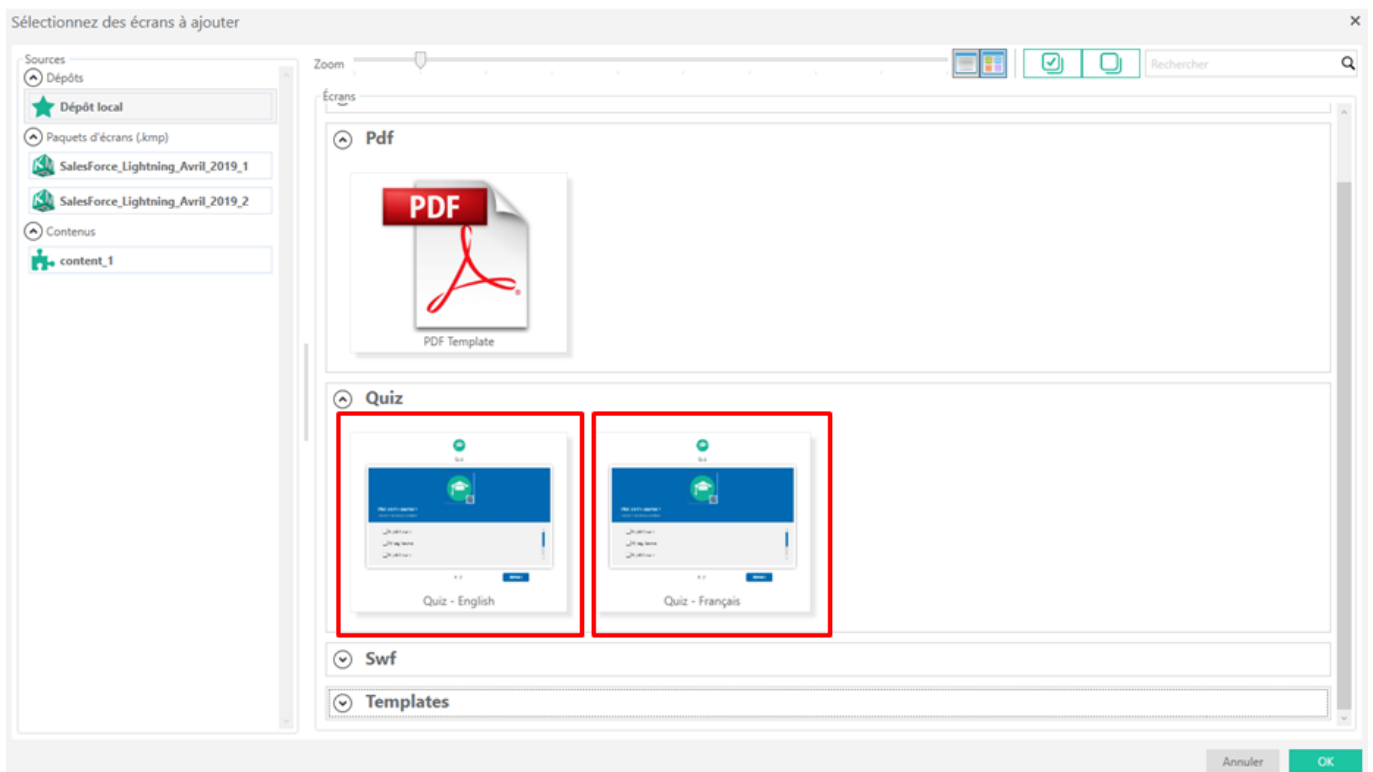 Sélectionnez des écrans à ajouter
Sources
Dépôts
Dépôt local
Paquets d'écrans (.kmp)
SalesForce_Lightning_Avril_2019_1
SalesForce_Lightning_Avril_2019_2
Contenus
content_1
Zoom
Rechercher
Écrans
Pdf
PDF
PDF Template
Quiz
Quiz - English
Quiz - Français
Swf
Templates
Annuler
OK